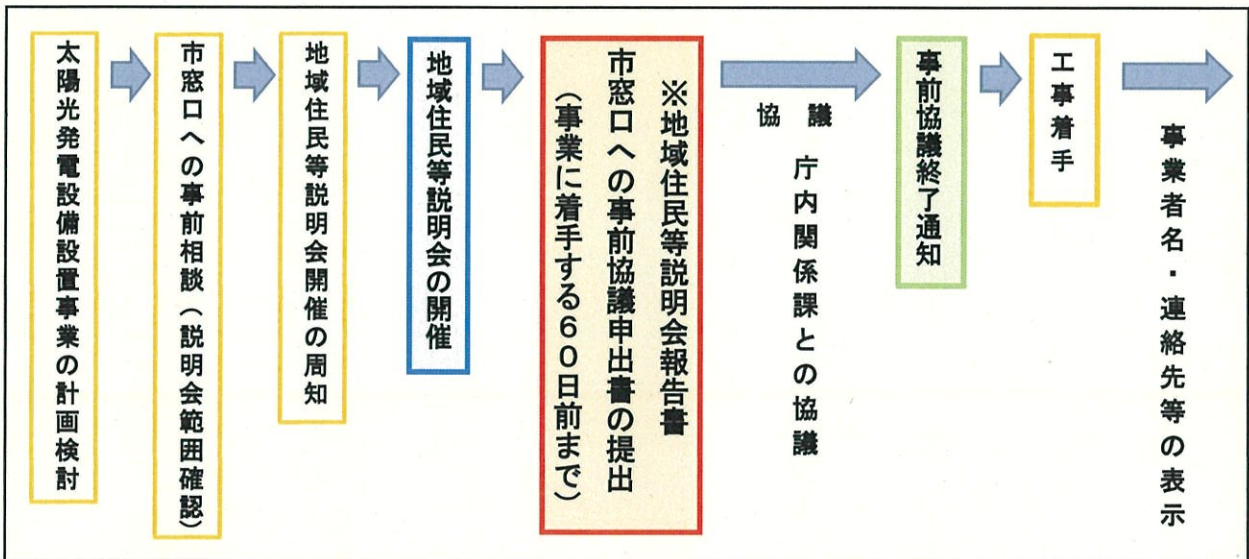 太陽光発電設備設置事業の計画検討
市窓口への事前相談（説明会範囲確認）
地域住民等説明会開催の周知
地域住民等説明会の開催
※地域住民等説明会報告書
市窓口への事前協議申出書の提出
（事業に着手する６０日前まで）
協議
庁内関係課との協議
事前協議終了通知
工事着手
事業者名・連絡先等の表示